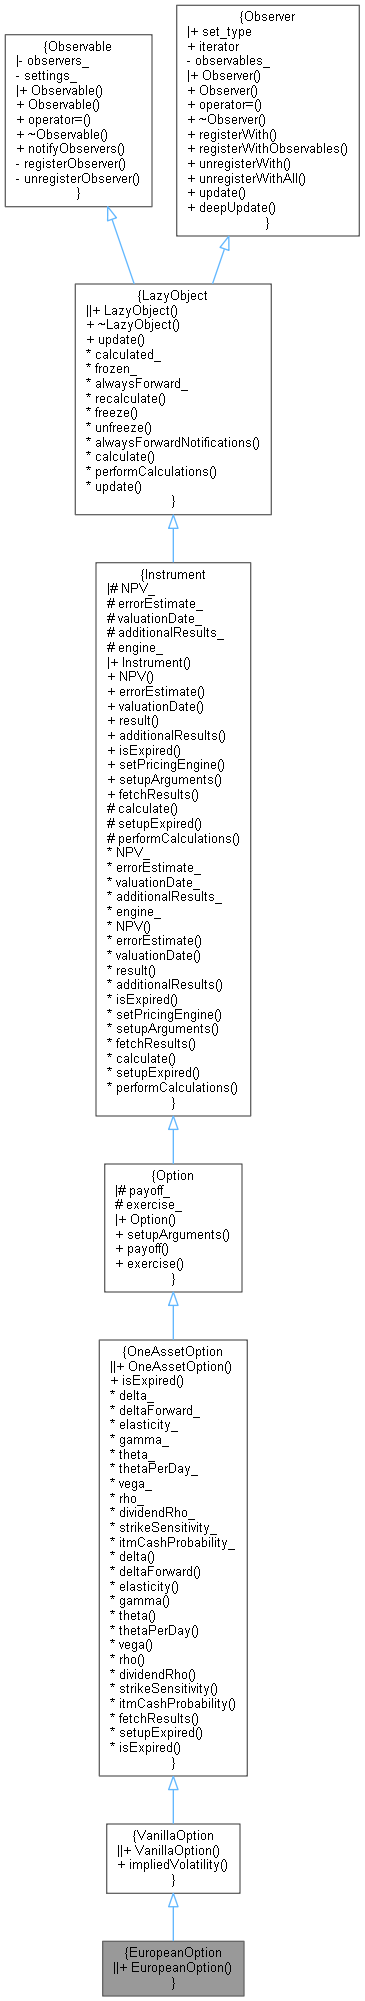 {Observable
|- observers_
- settings_
|+ Observable()
+ Observable()
+ operator=()
+ ~Observable()
+ notifyObservers()
- registerObserver()
- unregisterObserver()
}
{Observer
|+ set_type
+ iterator
- observables_
|+ Observer()
+ Observer()
+ operator=()
+ ~Observer()
+ registerWith()
+ registerWithObservables()
+ unregisterWith()
+ unregisterWithAll()
+ update()
+ deepUpdate()
}
{LazyObject
||+ LazyObject()
+ ~LazyObject()
+ update()
* calculated_
* frozen_
* alwaysForward_
* recalculate()
* freeze()
* unfreeze()
* alwaysForwardNotifications()
* calculate()
* performCalculations()
* update()
}
{Instrument
|# NPV_
# errorEstimate_
# valuationDate_
# additionalResults_
# engine_
|+ Instrument()
+ NPV()
+ errorEstimate()
+ valuationDate()
+ result()
+ additionalResults()
+ isExpired()
+ setPricingEngine()
+ setupArguments()
+ fetchResults()
# calculate()
# setupExpired()
# performCalculations()
* NPV_
* errorEstimate_
* valuationDate_
* additionalResults_
* engine_
* NPV()
* errorEstimate()
* valuationDate()
* result()
* additionalResults()
* isExpired()
* setPricingEngine()
* setupArguments()
* fetchResults()
* calculate()
* setupExpired()
* performCalculations()
}
{Option
|# payoff_
# exercise_
|+ Option()
+ setupArguments()
+ payoff()
+ exercise()
}
{OneAssetOption
||+ OneAssetOption()
+ isExpired()
* delta_
* deltaForward_
* elasticity_
* gamma_
* theta_
* thetaPerDay_
* vega_
* rho_
* dividendRho_
* strikeSensitivity_
* itmCashProbability_
* delta()
* deltaForward()
* elasticity()
* gamma()
* theta()
* thetaPerDay()
* vega()
* rho()
* dividendRho()
* strikeSensitivity()
* itmCashProbability()
* fetchResults()
* setupExpired()
* isExpired()
}
{VanillaOption
||+ VanillaOption()
+ impliedVolatility()
}
{EuropeanOption
||+ EuropeanOption()
}